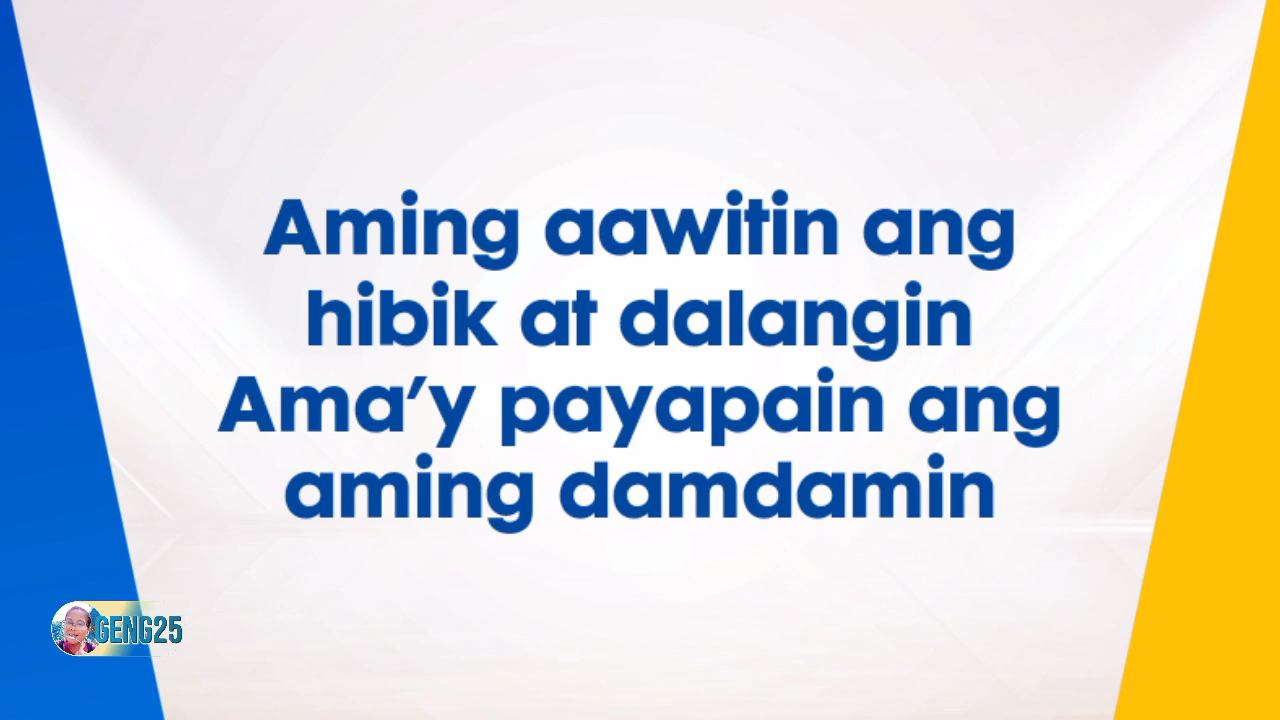 Aming aawitin ang
hibik at dalangin
Ama’y payapain ang
aming damdamin
GENG25